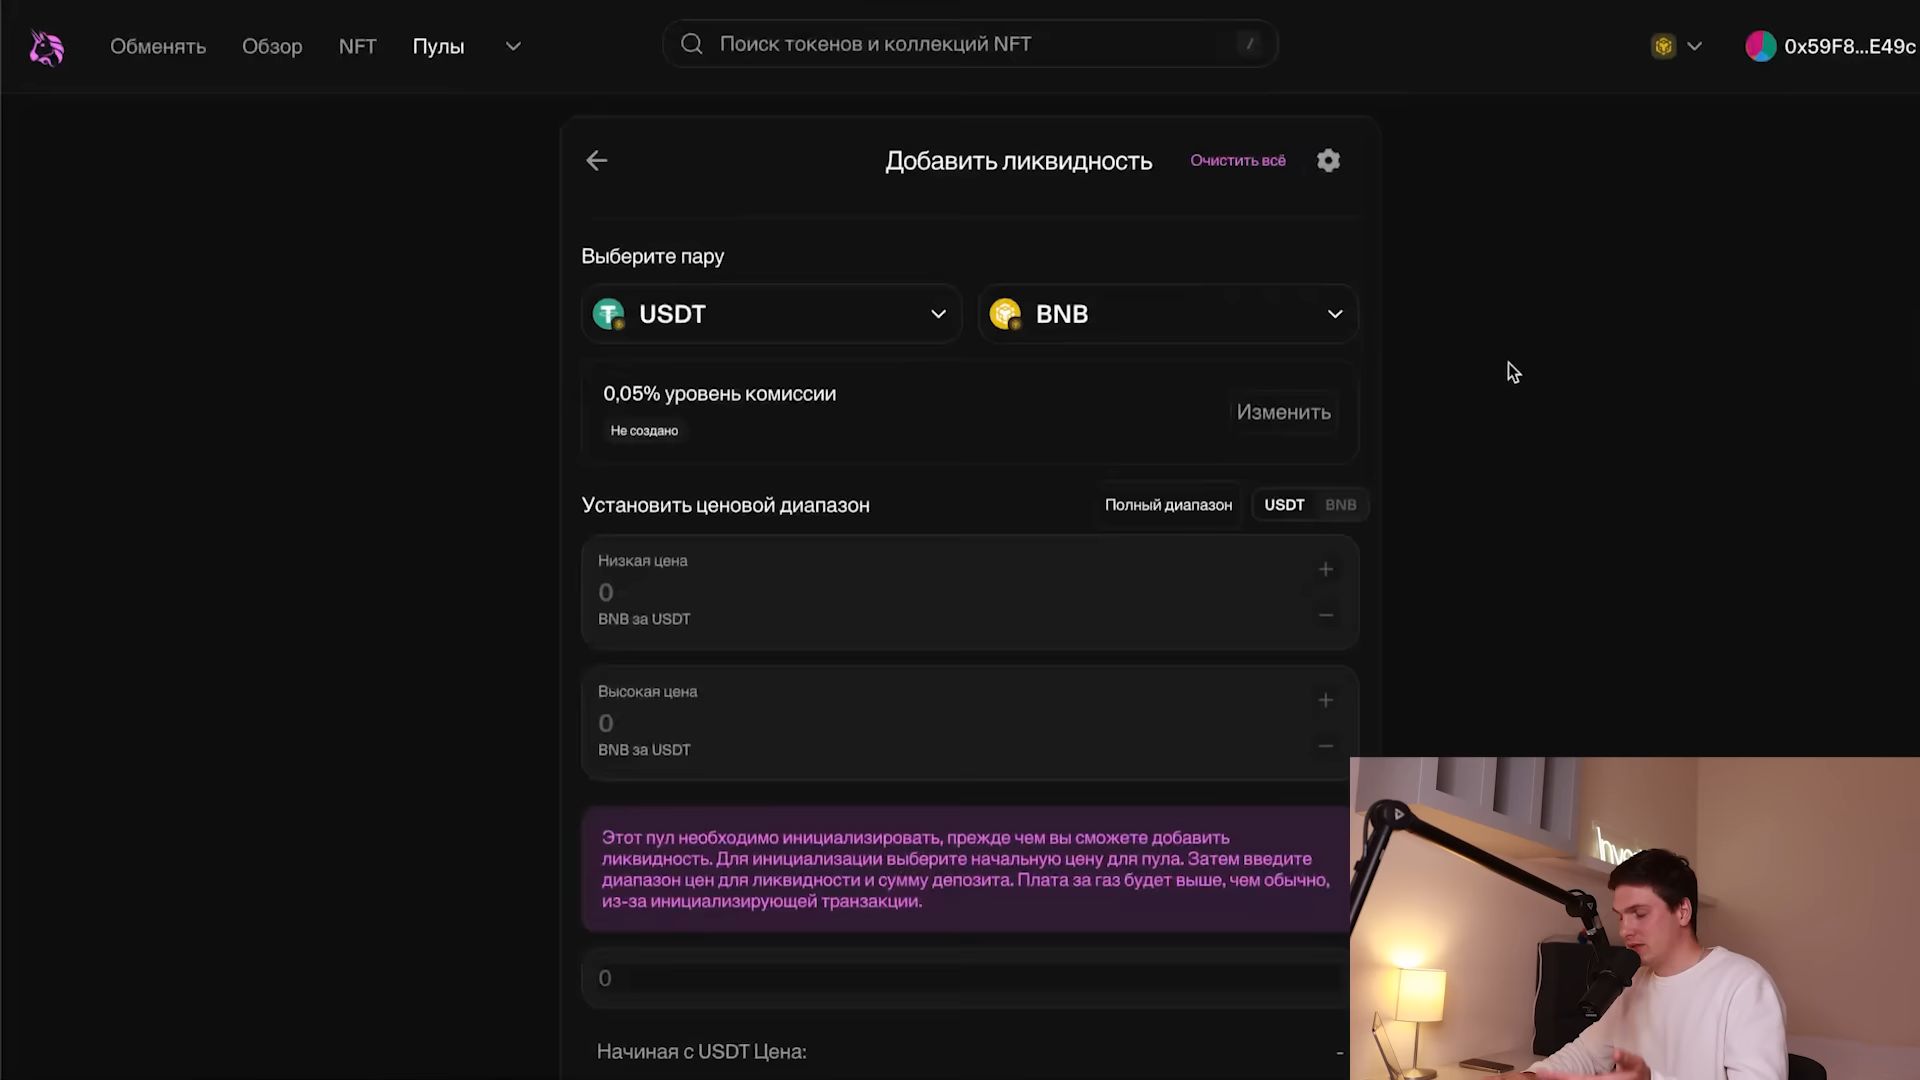 Обменять Обзор NFT Пулы
Поиск токенов и коллекций NFT /
0x59F8...E49c
Добавить ликвидность Очистить всё
Выберите пару
USDT BNB
0,05% уровень комиссии
Не создано
Изменить
Установить ценовой диапазон Полный диапазон USDT BNB
Низкая цена
0
BNB за USDT
Высокая цена
0
BNB за USDT
Этот пул необходимо инициализировать, прежде чем вы сможете добавить
ликвидность. Для инициализации выберите начальную цену для пула. Затем введите
диапазон цен для ликвидности и сумму депозита. Плата за газ будет выше, чем обычно,
из-за инициализирующей транзакции.
0
Начиная с USDT Цена: -